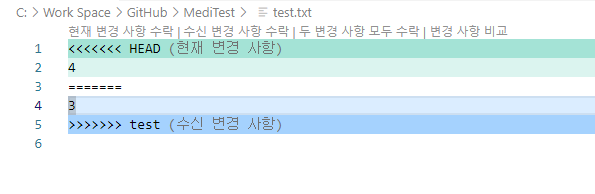 C: > Work Space > GitHub > MediTest > test.txt
현재 변경 사항 수락 | 수신 변경 사항 수락 | 두 변경 사항 모두 수락 | 변경 사항 비교
1 <<<<<<< HEAD (현재 변경 사항)
2 4
3 =======
4 3
5 >>>>>>> test (수신 변경 사항)
6